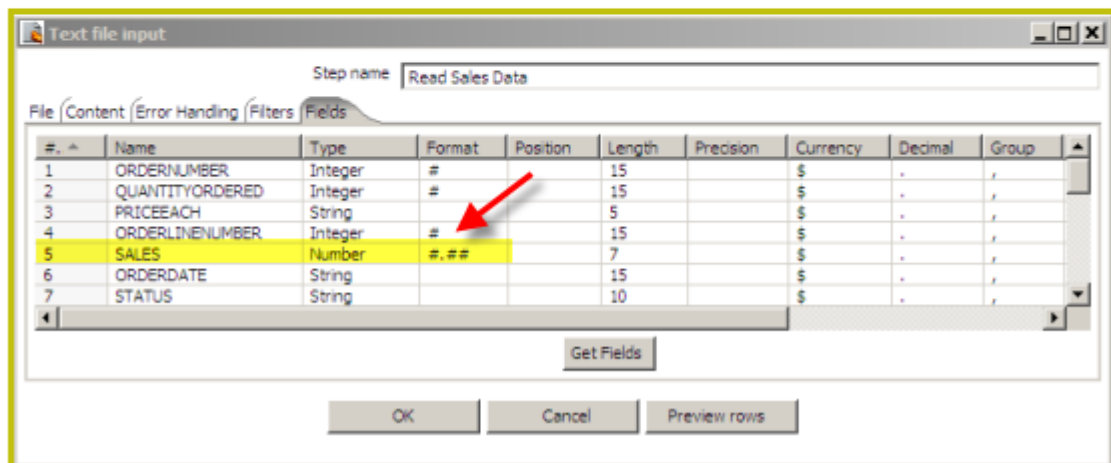 Text file input
Step name Read Sales Data
File Content Error Handling Filters Fields
#. Name Type Format Position Length Precision Currency Decimal Group
1 ORDERNUMBER Integer # 15 $ . ,
2 QUANTITYORDERED Integer # 15 $ . ,
3 PRICEEACH String 5 $ . ,
4 ORDERLINENUMBER Integer # 15 $ . ,
5 SALES Number #.## 7 $ . ,
6 ORDERDATE String 15 $ . ,
7 STATUS String 10 $ . ,
Get Fields
OK Cancel Preview rows